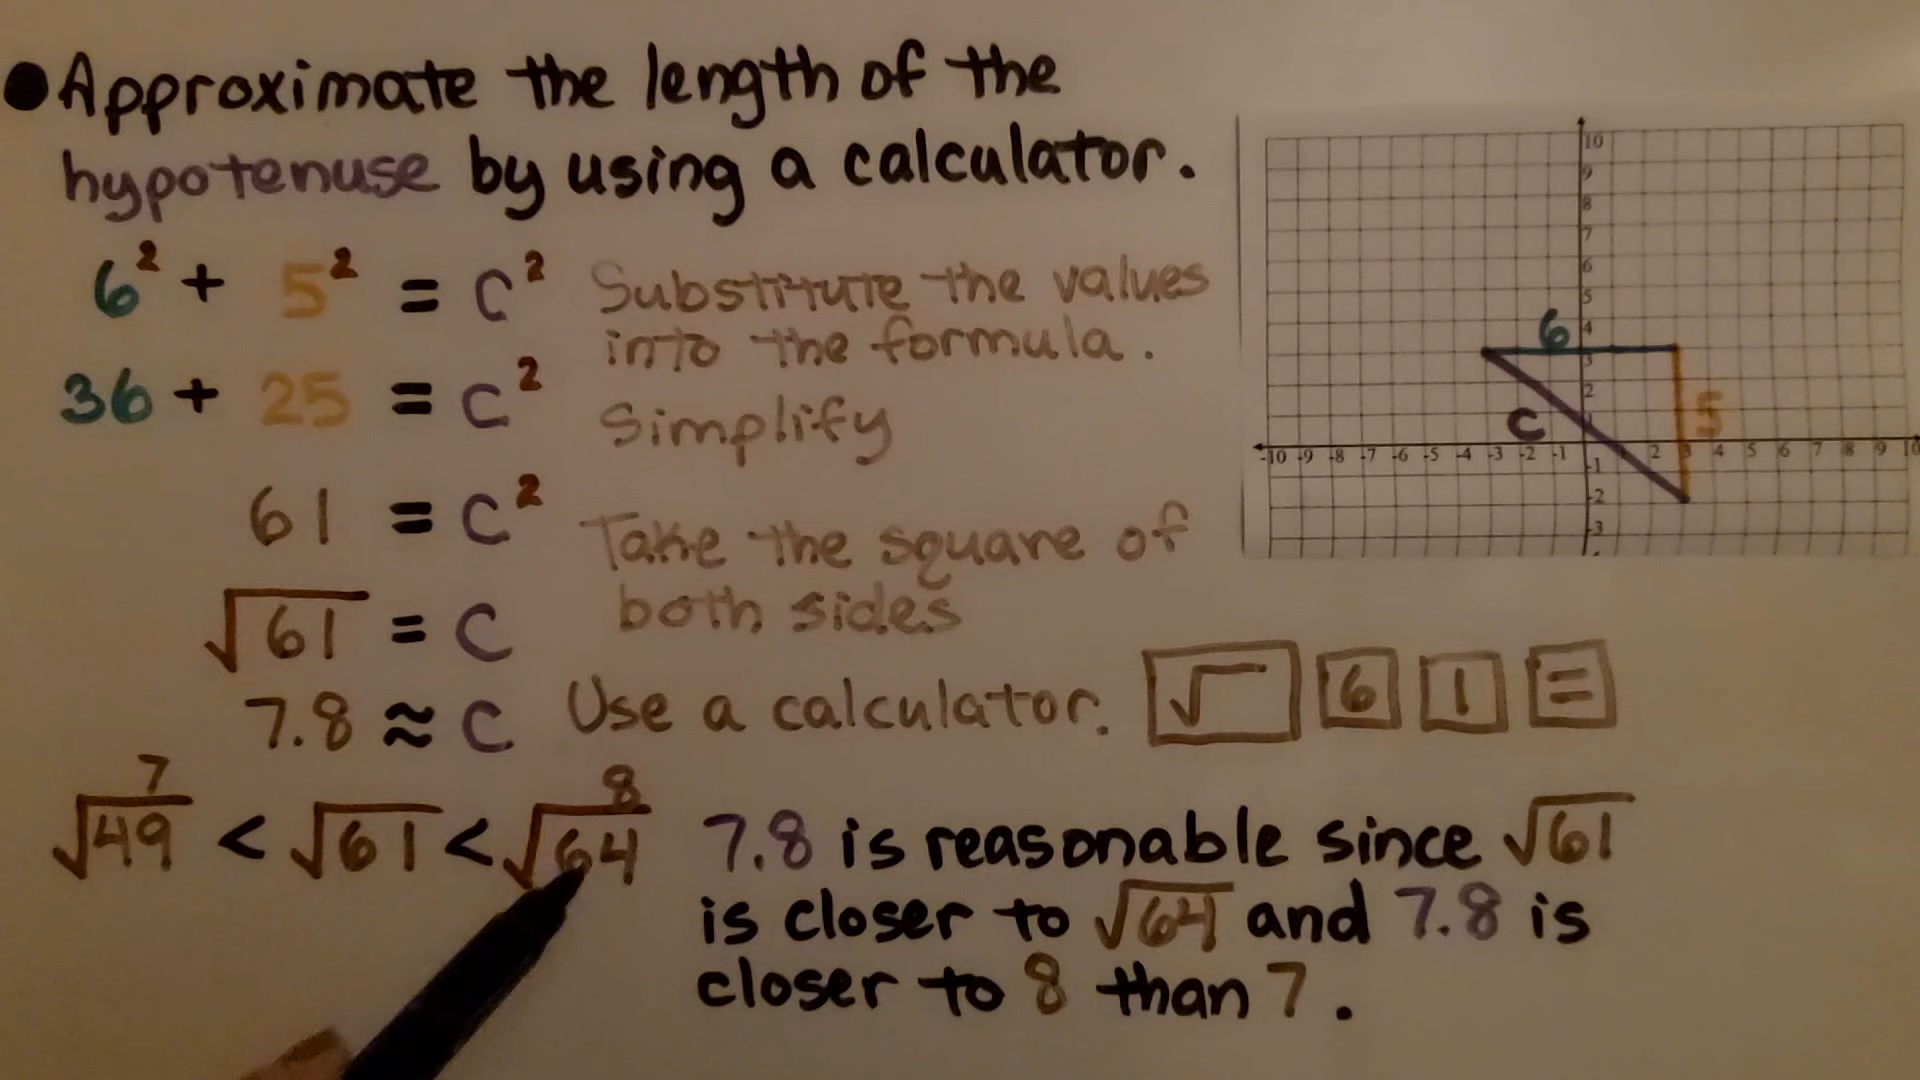 ● Approximate the length of the
hypotenuse by using a calculator.
6² + 5² = c² Substitute the values
into the formula.
36 + 25 = c² Simplify
61 = c² Take the square of
both sides
√61 = c
7.8 ≈ c Use a calculator. √ 6 1 =
7 8
√49 < √61 < √64 7.8 is reasonable since √61
is closer to √64 and 7.8 is
closer to 8 than 7.
10
9
8
7
6
5
6 4
3
2
c 1 5
-10 -9 -8 -7 -6 -5 -4 -3 -2 -1 2 3 4 5 6 7 8 9 10
-1
-2
-3